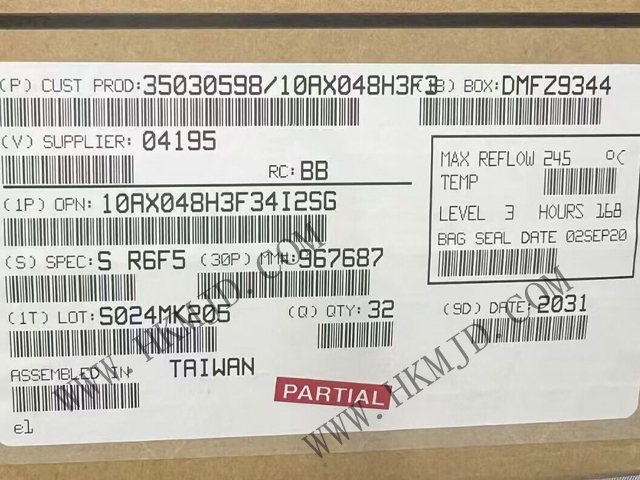 (P) CUST PROD: 35030598/10AX048H3F3
(B) BOX: DMFZ9344
(V) SUPPLIER: 04195
RC: BB
MAX REFLOW 245 °C
TEMP
LEVEL 3 HOURS 168
BAG SEAL DATE 02SEP20
(1P) OPN: 10AX048H3F34I2SG
(S) SPEC: S R6F5 (30P) MM#: 967687
(1T) LOT: S024MK205 (Q) QTY: 32 (9D) DATE: 2031
ASSEMBLED IN TAIWAN
PARTIAL
el
WWW.HKMJD.COM
WWW.HKMJD.COM